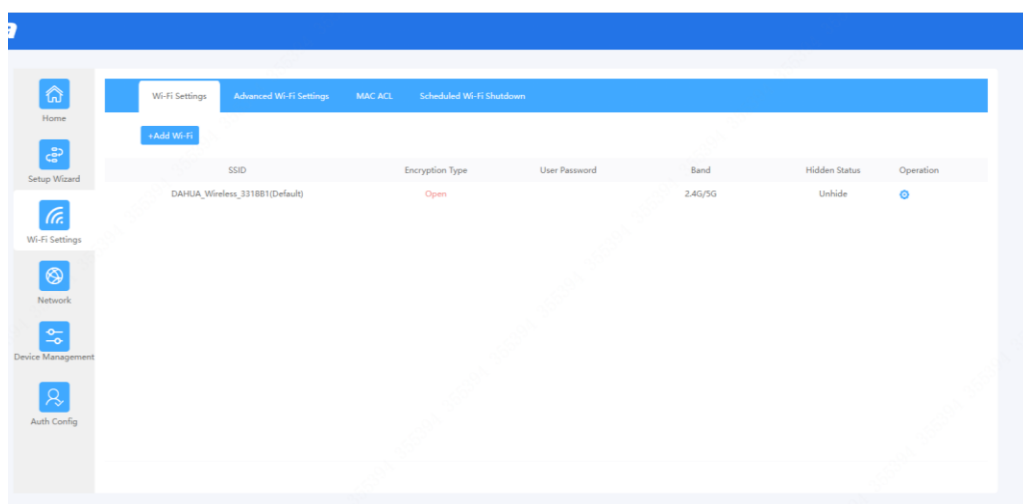 Home
Setup Wizard
Wi-Fi Settings
Network
Device Management
Auth Config
Wi-Fi Settings Advanced Wi-Fi Settings MAC ACL Scheduled Wi-Fi Shutdown
+Add Wi-Fi
SSID Encryption Type User Password Band Hidden Status Operation
DAHUA_Wireless_3318B1(Default) Open 2.4G/5G Unhide